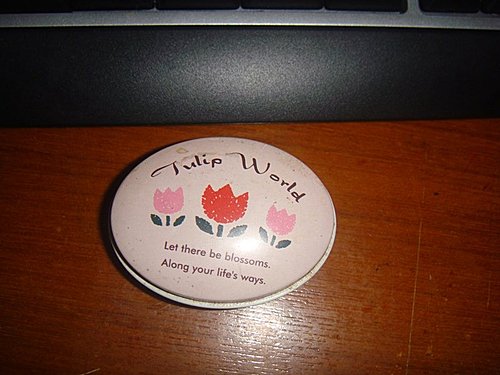 Tulip World
Let there be blossoms.
Along your life's ways.